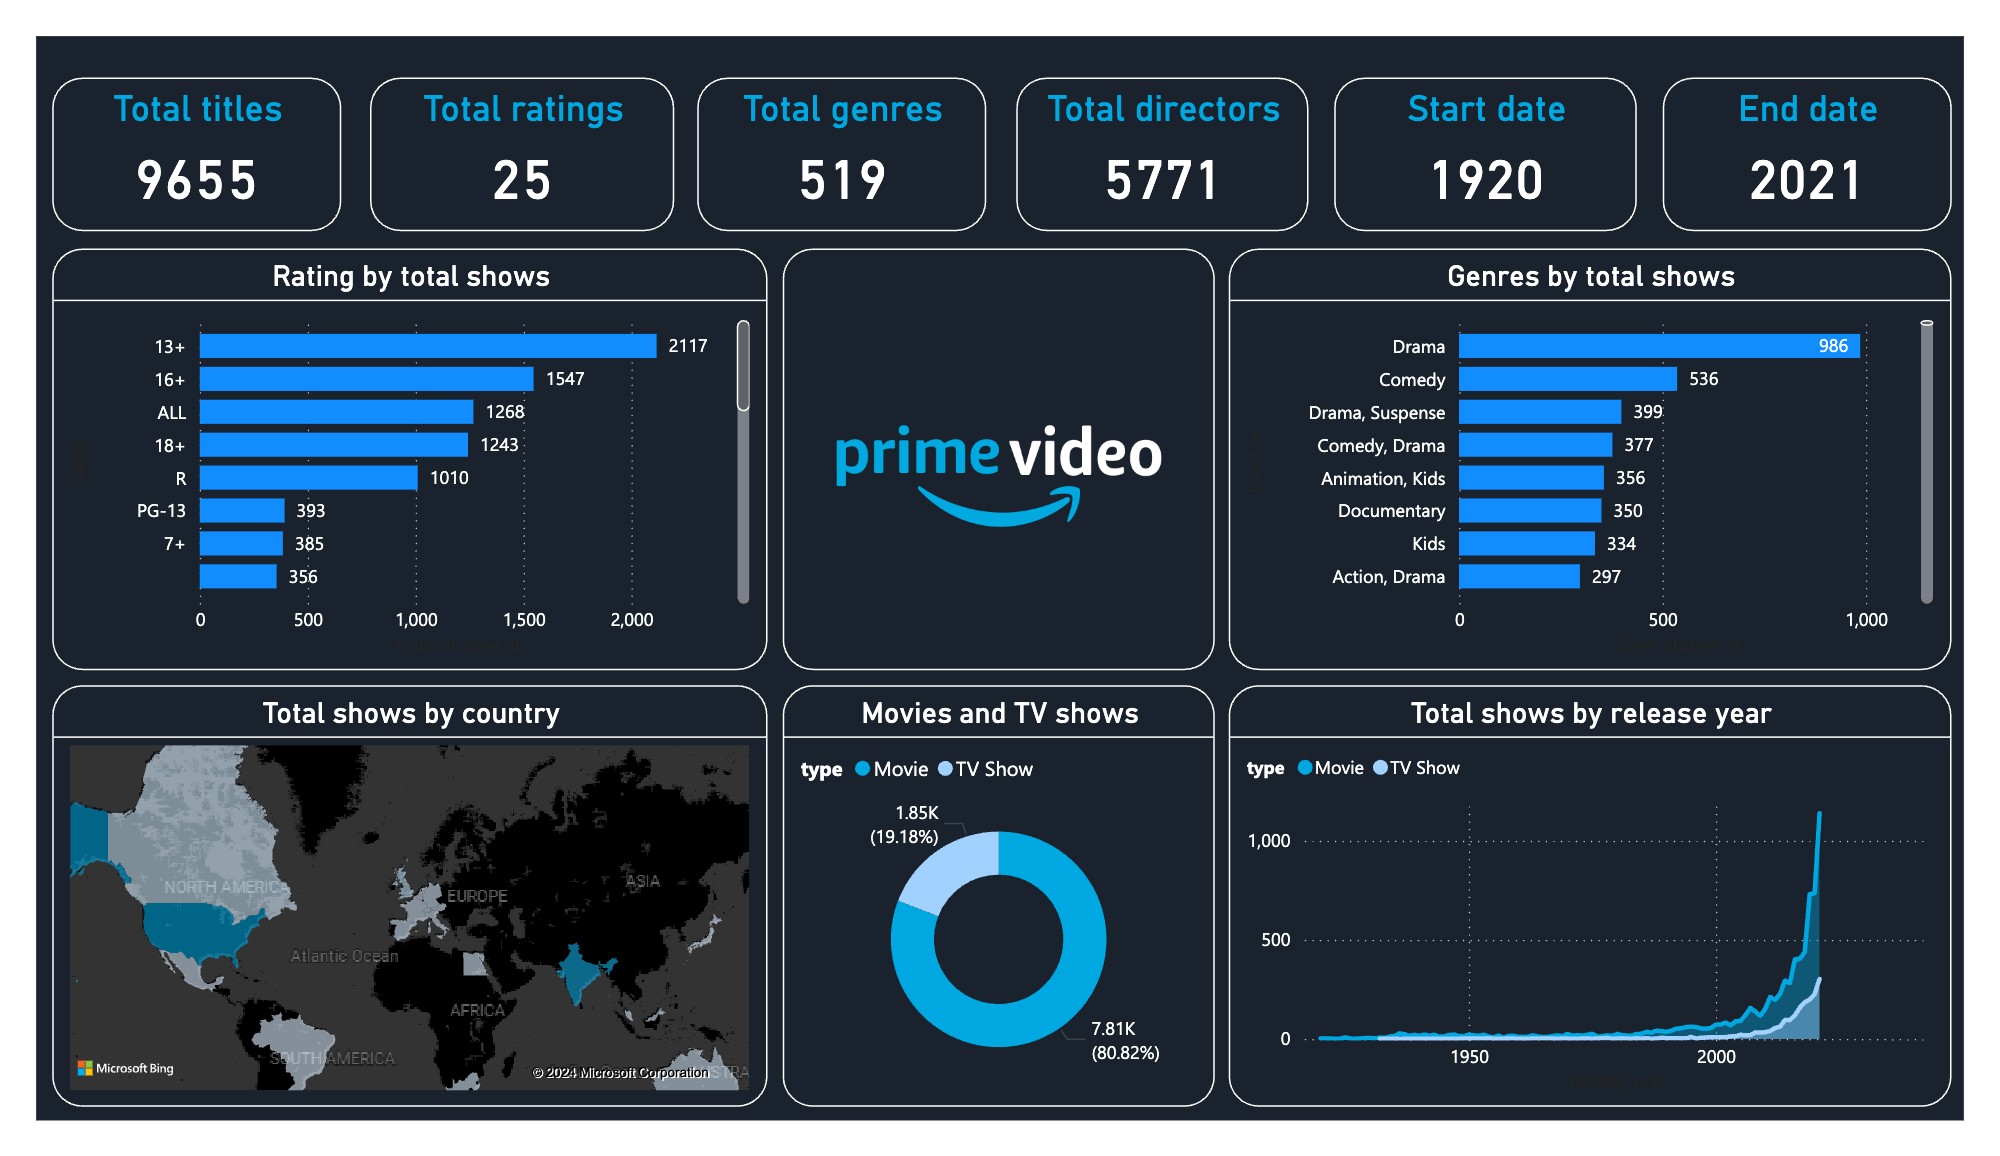 Total titles
9655
Total ratings
25
Total genres
519
Total directors
5771
Start date
1920
End date
2021
Rating by total shows
13+ 2117
16+ 1547
ALL 1268
18+ 1243
R 1010
PG-13 393
7+ 385
356
0 500 1,000 1,500 2,000
prime video
Genres by total shows
Drama 986
Comedy 536
Drama, Suspense 399
Comedy, Drama 377
Animation, Kids 356
Documentary 350
Kids 334
Action, Drama 297
0 500 1,000
Total shows by country
NORTH AMERICA
EUROPE
ASIA
Atlantic Ocean
AFRICA
SOUTH AMERICA
Microsoft Bing
© 2024 Microsoft Corporation
Movies and TV shows
type Movie TV Show
1.85K
(19.18%)
7.81K
(80.82%)
Total shows by release year
type Movie TV Show
1,000
500
0
1950 2000